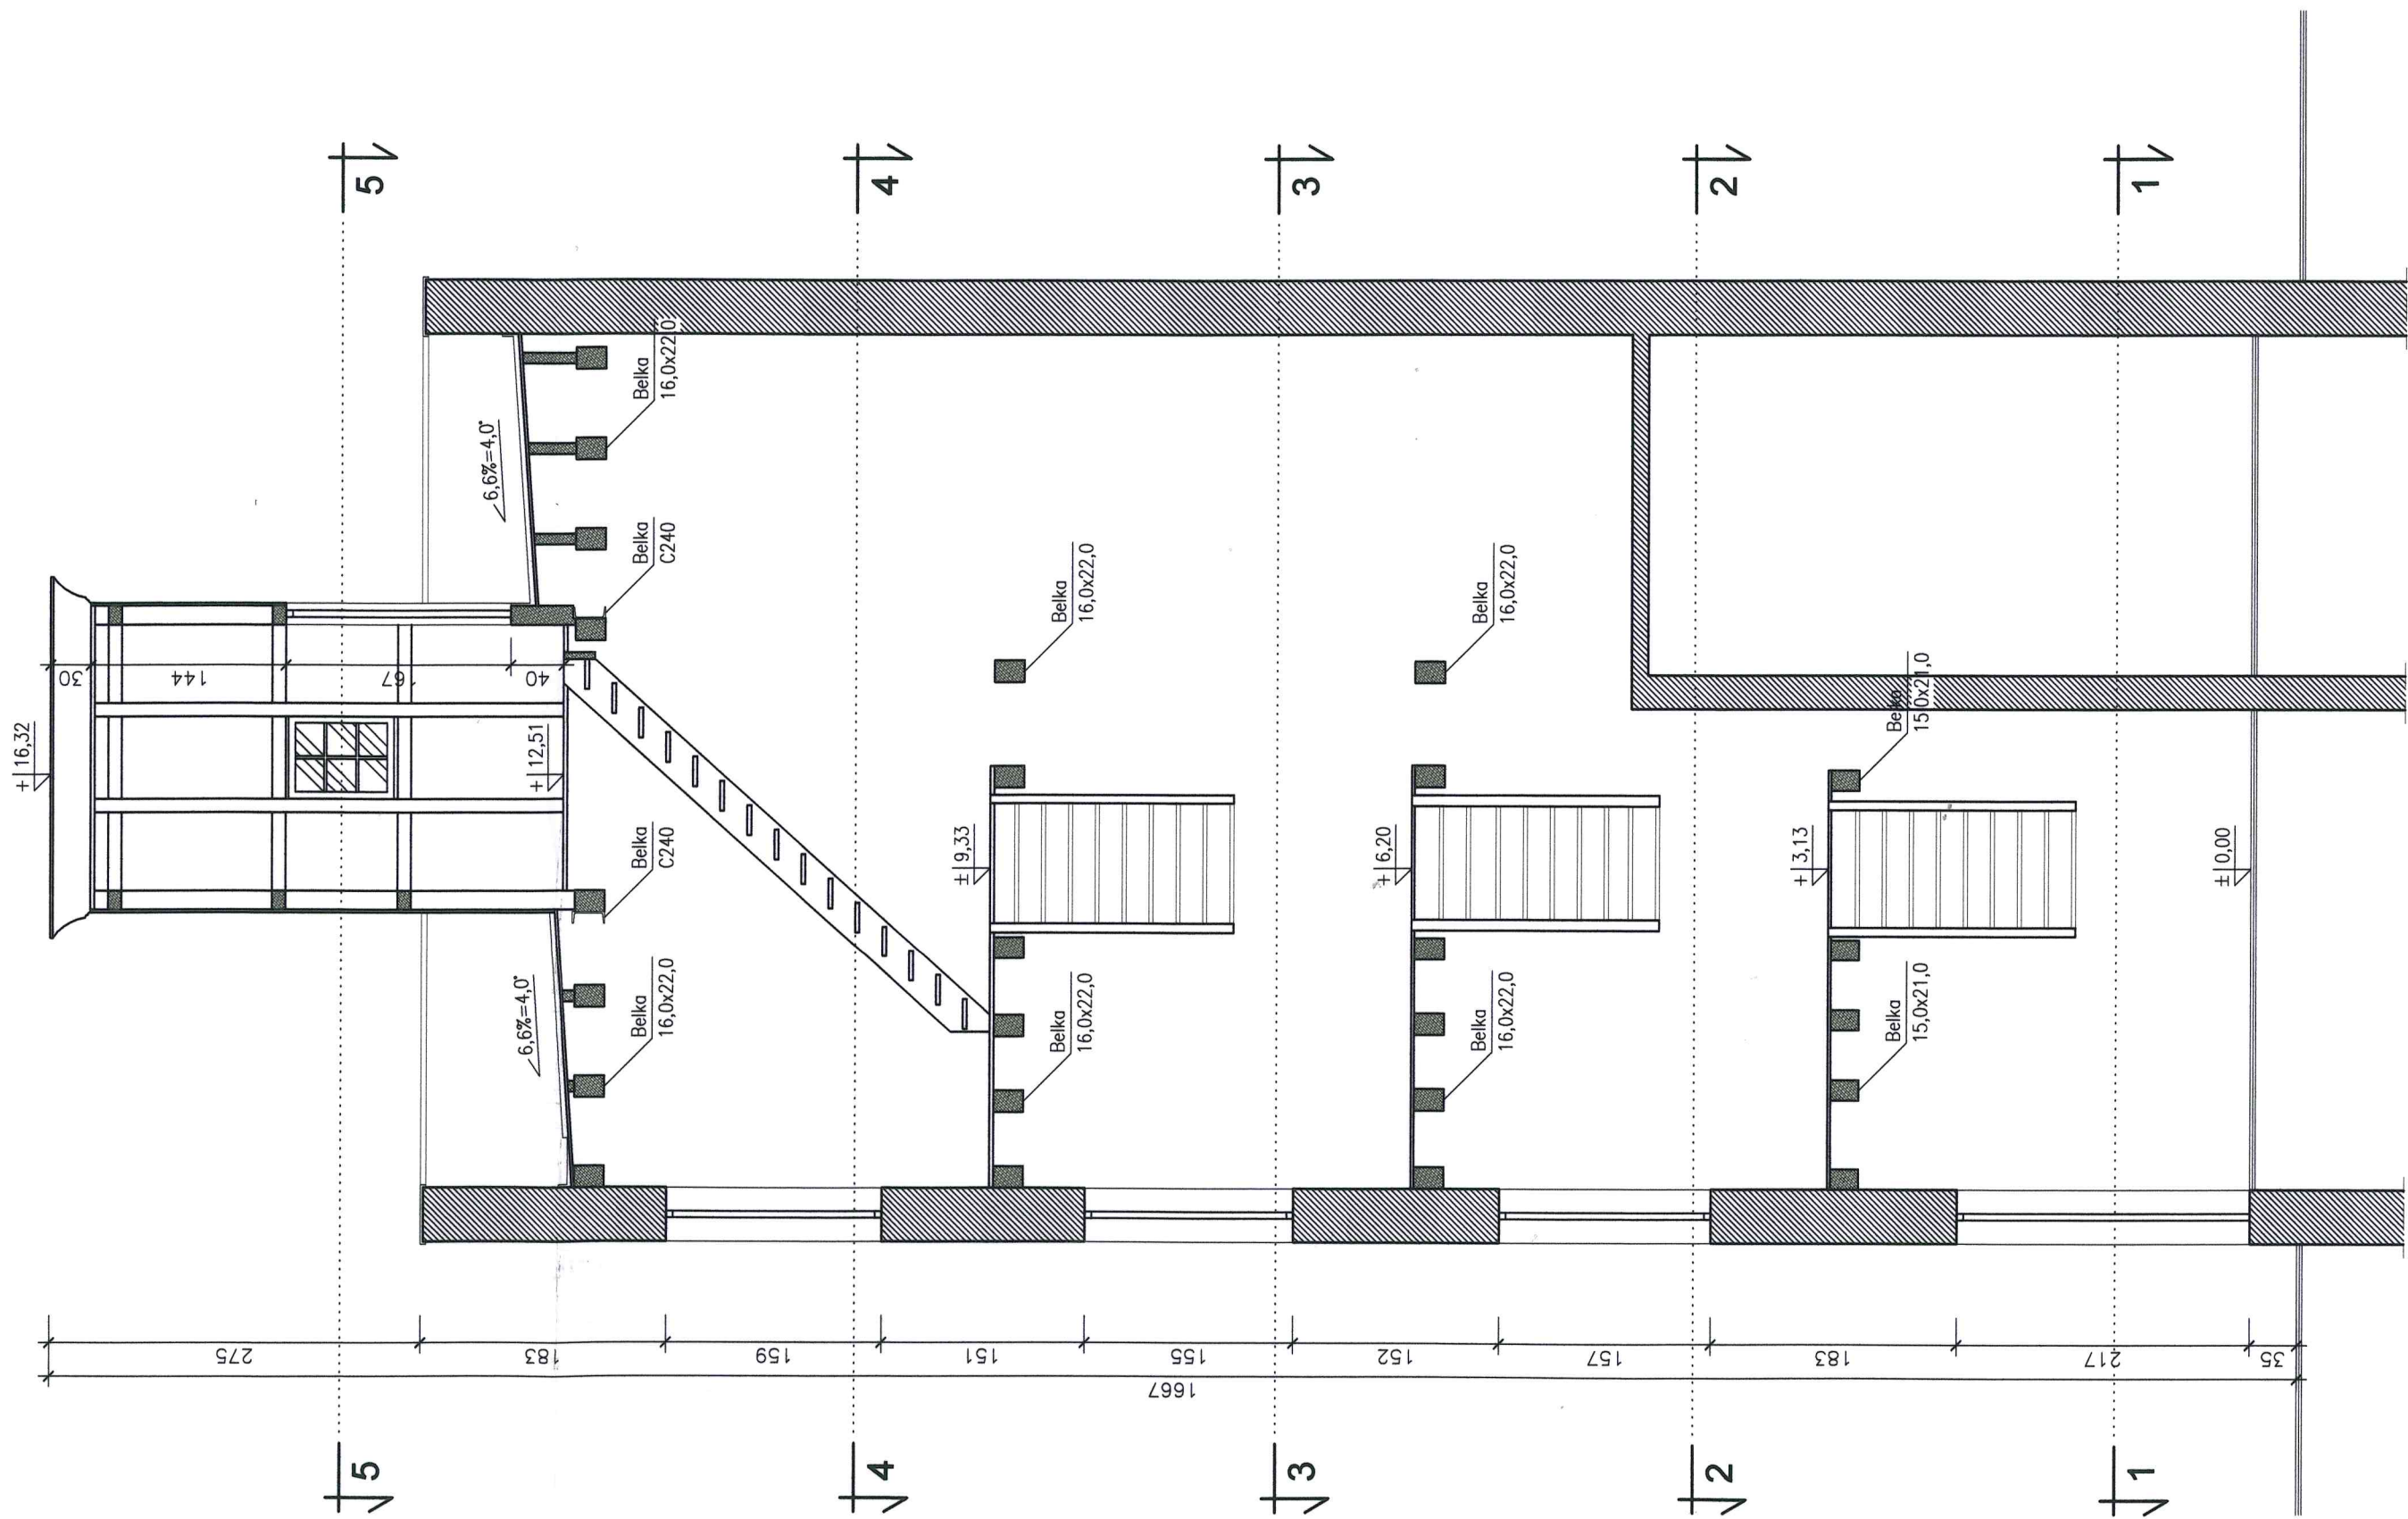 5
4
3
2
1
6,6%=4,0°
Belka
16,0x22,0
Belka
C240
Belka
16,0x22,0
Belka
16,0x22,0
Belka
15,0x21,0
30
144
167
40
+16,32
+12,51
±9,33
+6,20
+3,13
±0,00
Belka
C240
6,6%=4,0°
Belka
16,0x22,0
Belka
16,0x22,0
Belka
16,0x22,0
Belka
15,0x21,0
275
183
159
151
155
152
157
183
217
35
1667
5
4
3
2
1